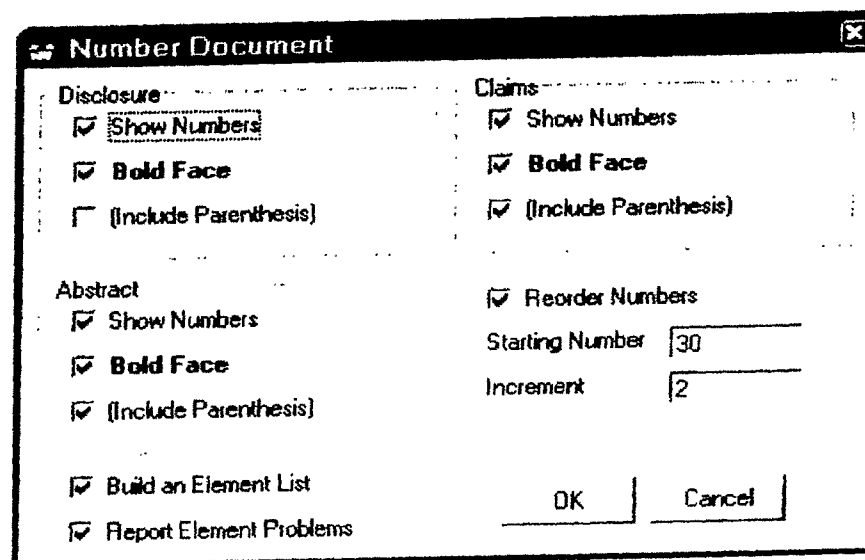 Number Document
Disclosure
Show Numbers
Bold Face
(Include Parenthesis)
Claims
Show Numbers
Bold Face
(Include Parenthesis)
Abstract
Show Numbers
Bold Face
(Include Parenthesis)
Reorder Numbers
Starting Number 30
Increment 2
Build an Element List
Report Element Problems
OK Cancel